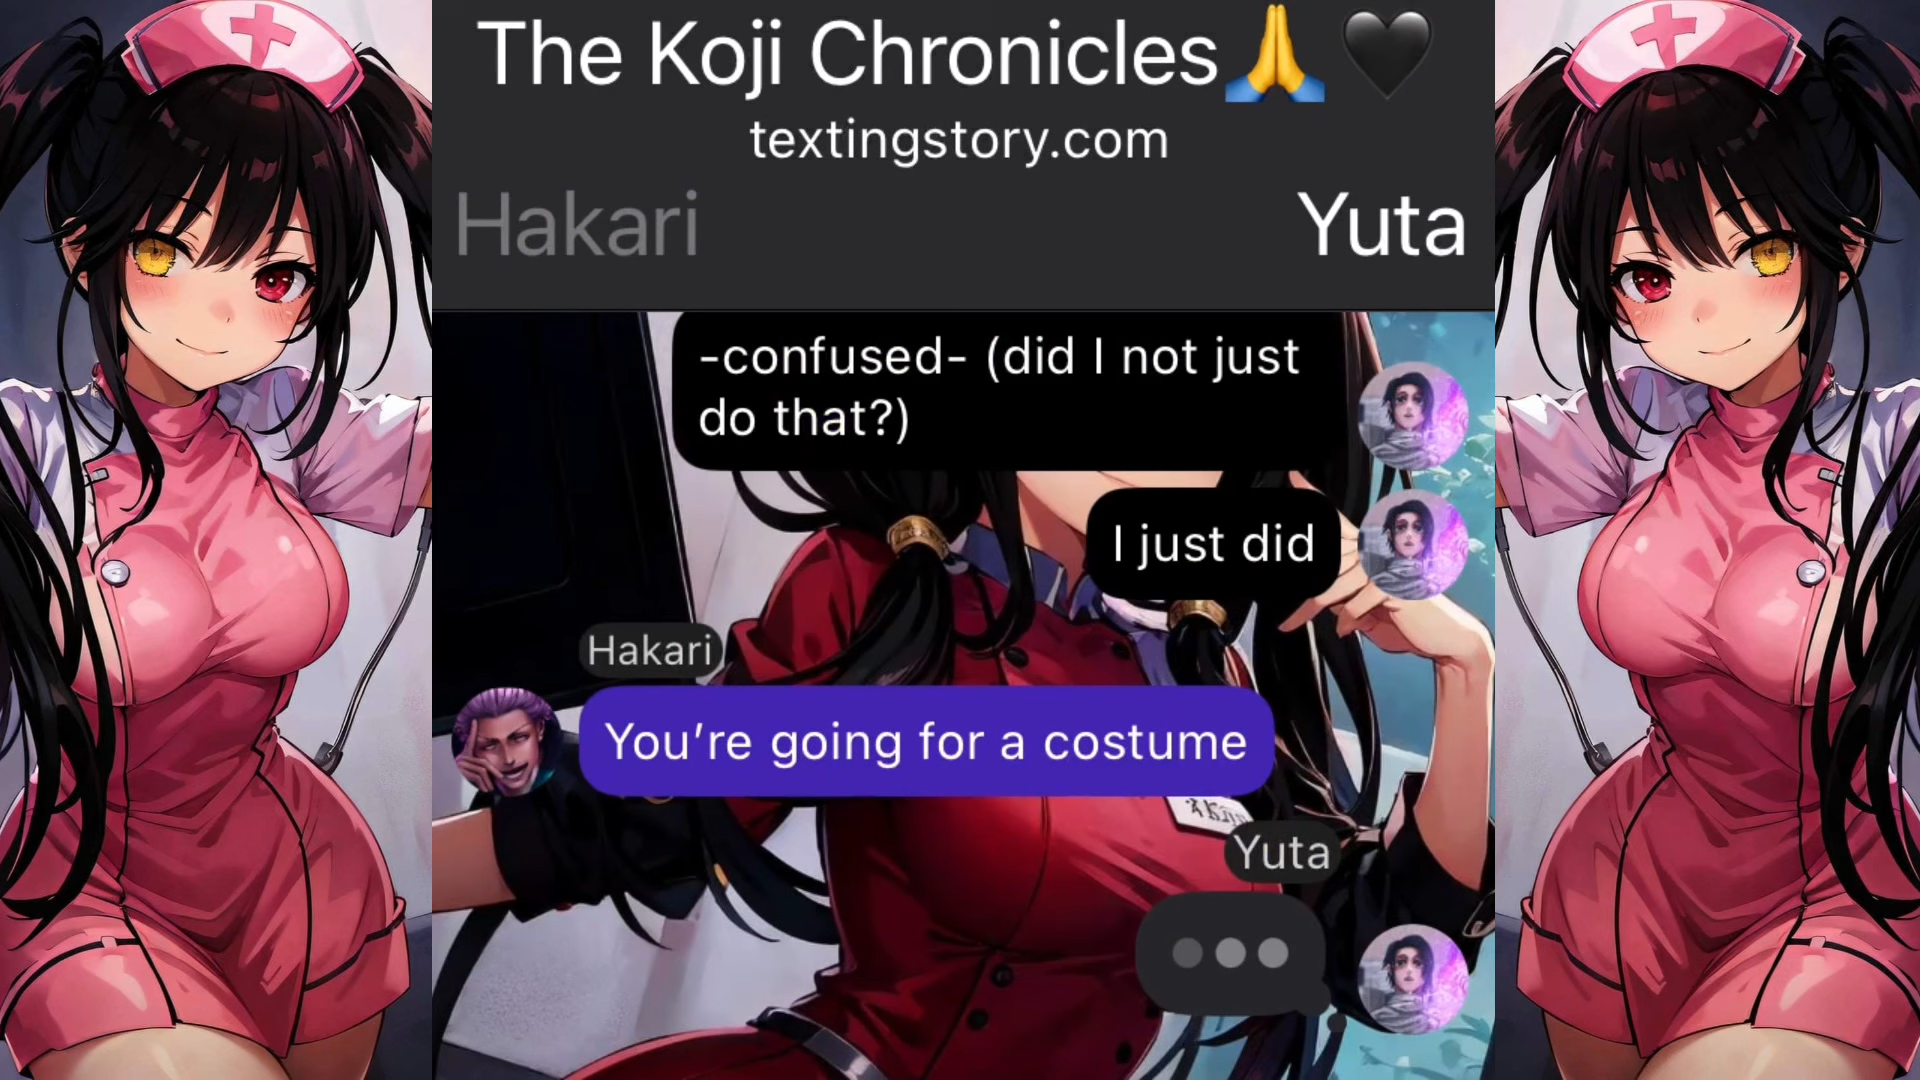 The Koji Chronicles🙏🖤
textingstory.com
Hakari
Yuta
-confused- (did I not just
do that?)
I just did
Hakari
You’re going for a costume
Yuta